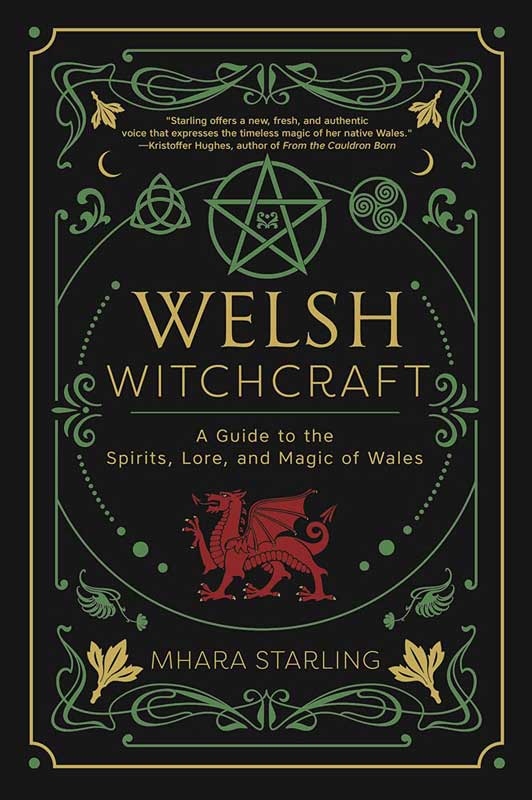 "Starling offers a new, fresh, and authentic
voice that expresses the timeless magic of her native Wales."
—Kristoffer Hughes, author of From the Cauldron Born
WELSH
WITCHCRAFT
A Guide to the
Spirits, Lore, and Magic of Wales
MHARA STARLING